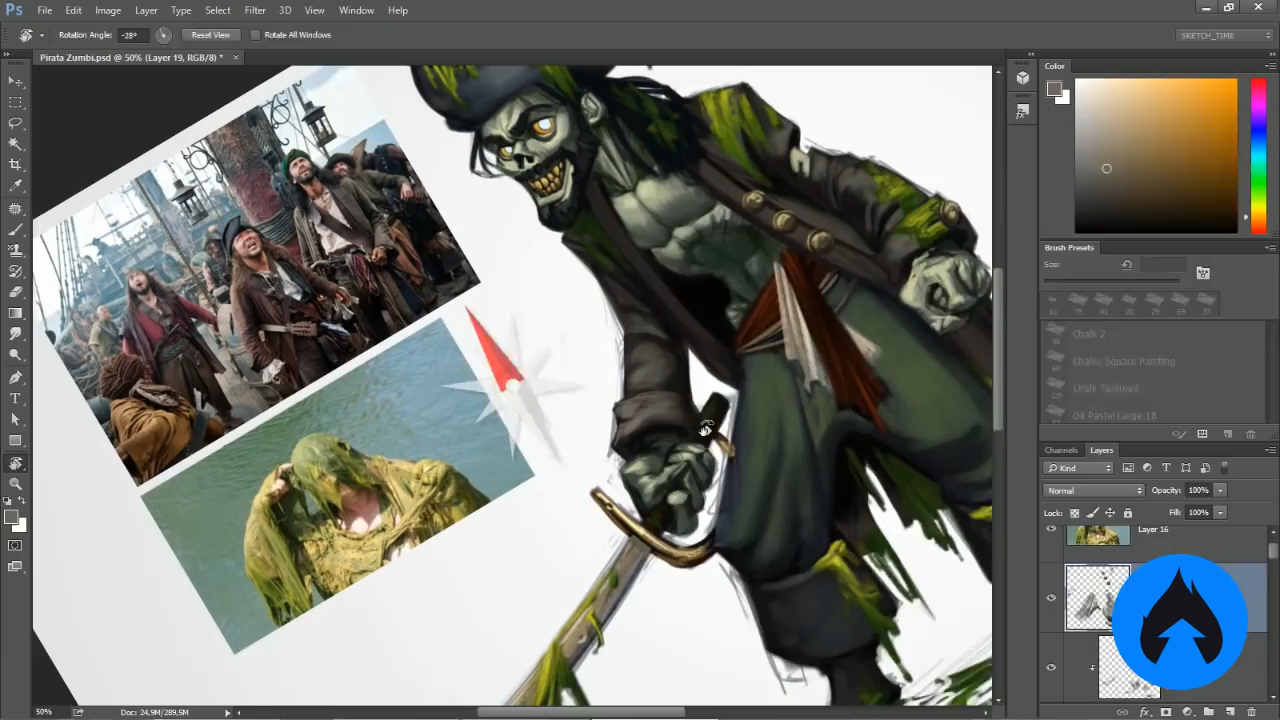 Ps File Edit Image Layer Type Select Filter 3D View Window Help
Rotation Angle: -28° Reset View Rotate All Windows SKETCH_TIME
Pirata Zumbi.psd @ 50% (Layer 19, RGB/8) * ×
Color
Brush Presets
Size:
Chalk 2
Chalks Square Painting
Chalk Textured
Oil Pastel Large 18
Channels Layers
Kind
Normal Opacity: 100%
Lock: Fill: 100%
Layer 16
50% Doc: 24,9M/289,5M